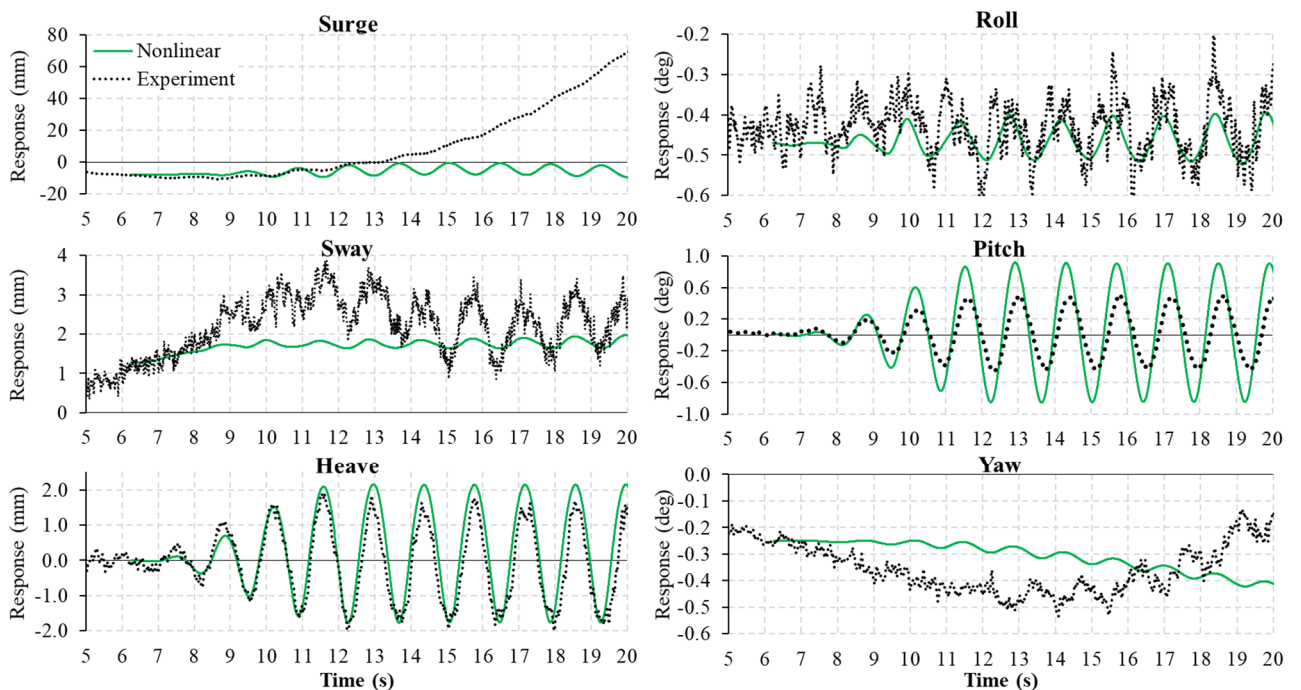 Surge
Response (mm)
80
60
40
20
0
-20
Nonlinear
Experiment
5 6 7 8 9 10 11 12 13 14 15 16 17 18 19 20
Roll
Response (deg)
-0.2
-0.3
-0.4
-0.5
-0.6
5 6 7 8 9 10 11 12 13 14 15 16 17 18 19 20
Sway
Response (mm)
4
3
2
1
0
5 6 7 8 9 10 11 12 13 14 15 16 17 18 19 20
Pitch
Response (deg)
1.0
0.6
0.2
-0.2
-0.6
-1.0
5 6 7 8 9 10 11 12 13 14 15 16 17 18 19 20
Heave
Response (mm)
2.0
1.0
0.0
-1.0
-2.0
5 6 7 8 9 10 11 12 13 14 15 16 17 18 19 20
Time (s)
Yaw
Response (deg)
0.0
-0.1
-0.2
-0.3
-0.4
-0.5
-0.6
5 6 7 8 9 10 11 12 13 14 15 16 17 18 19 20
Time (s)